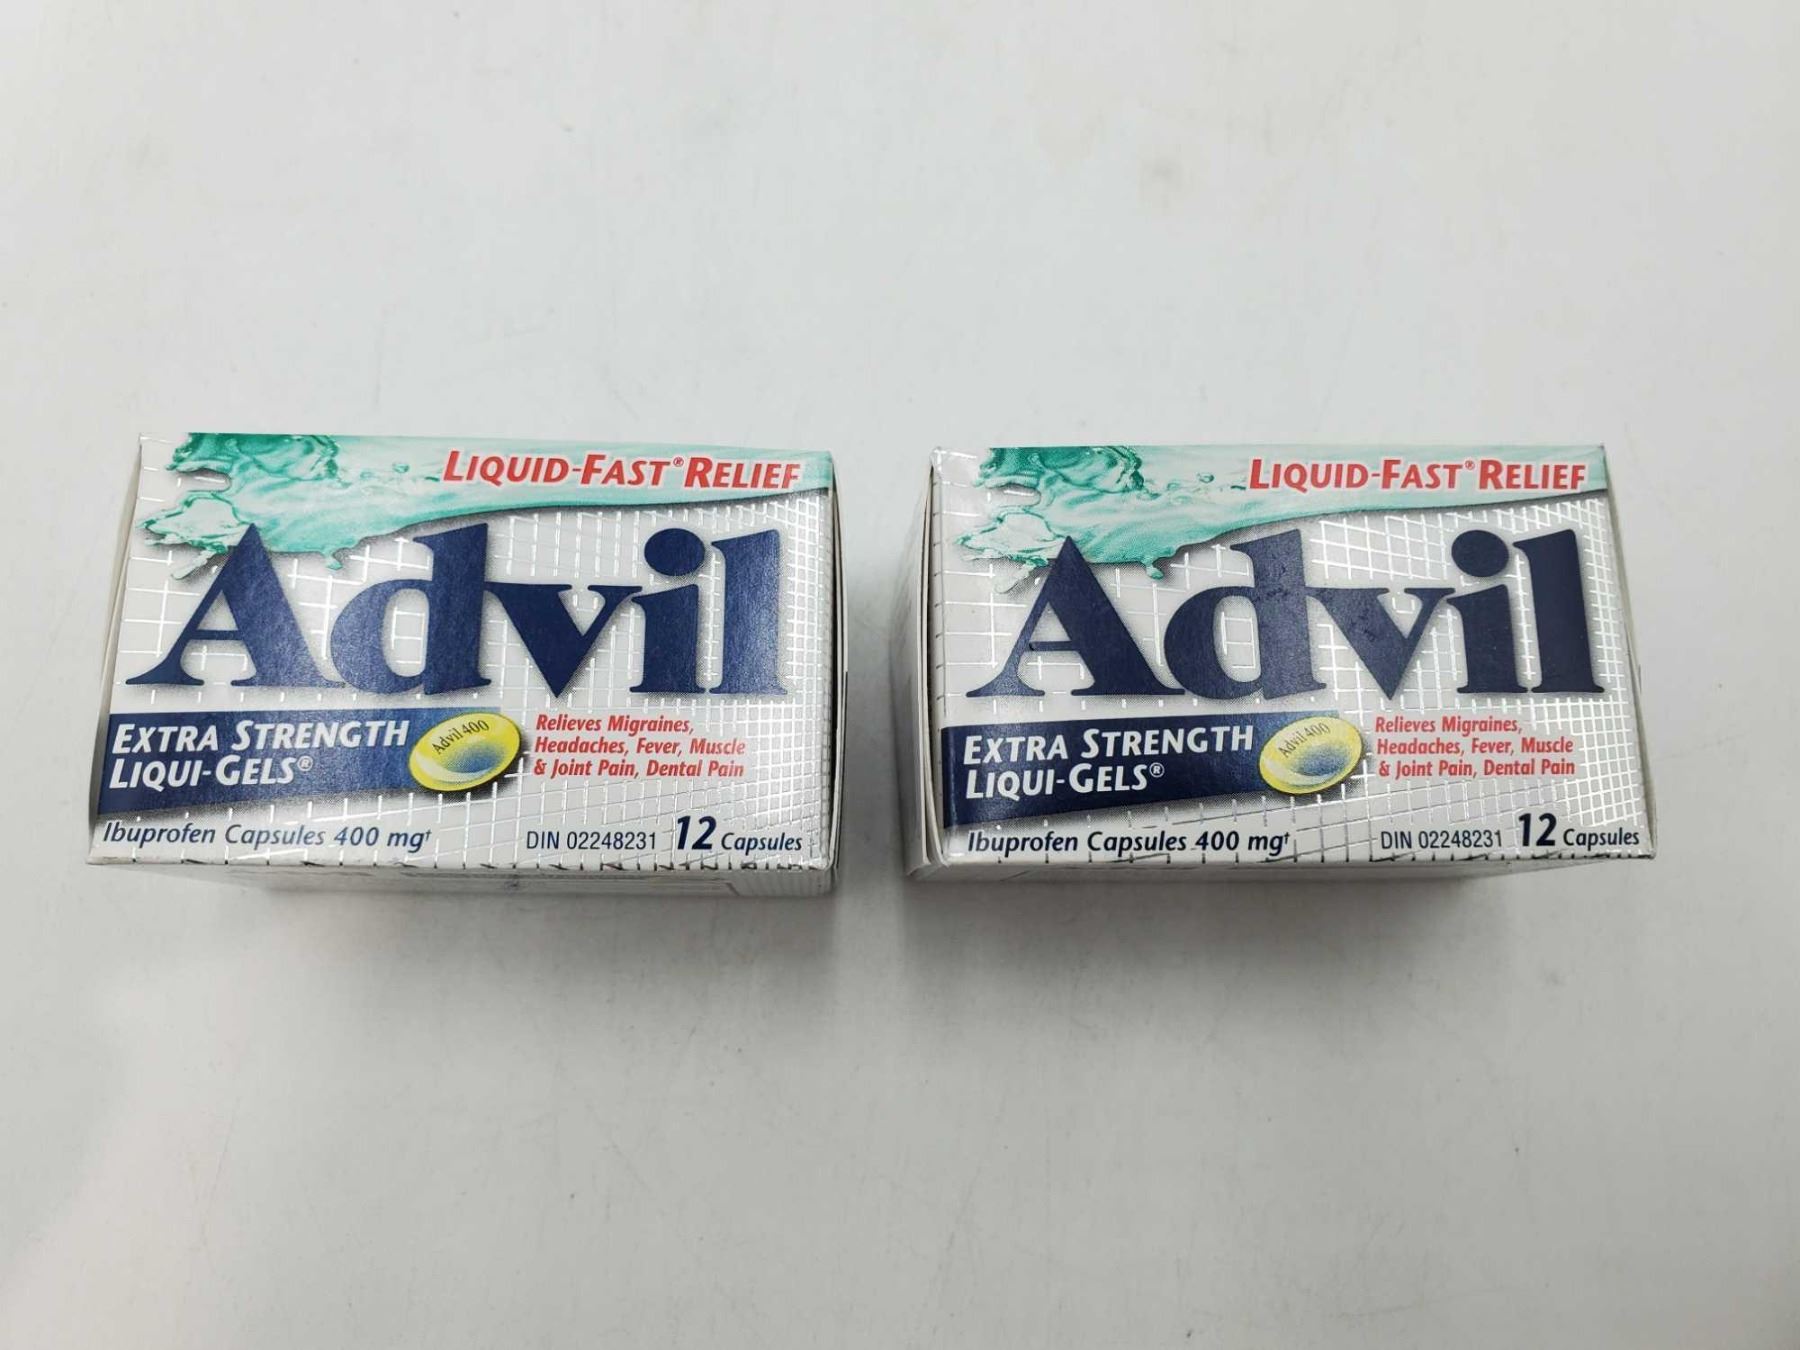 LIQUID-FAST® RELIEF
Advil
EXTRA STRENGTH
LIQUI-GELS®
Advil 400
Relieves Migraines,
Headaches, Fever, Muscle
& Joint Pain, Dental Pain
Ibuprofen Capsules 400 mg†
DIN 02248231 12 Capsules
LIQUID-FAST® RELIEF
Advil
EXTRA STRENGTH
LIQUI-GELS®
Advil 400
Relieves Migraines,
Headaches, Fever, Muscle
& Joint Pain, Dental Pain
Ibuprofen Capsules 400 mg†
DIN 02248231 12 Capsules